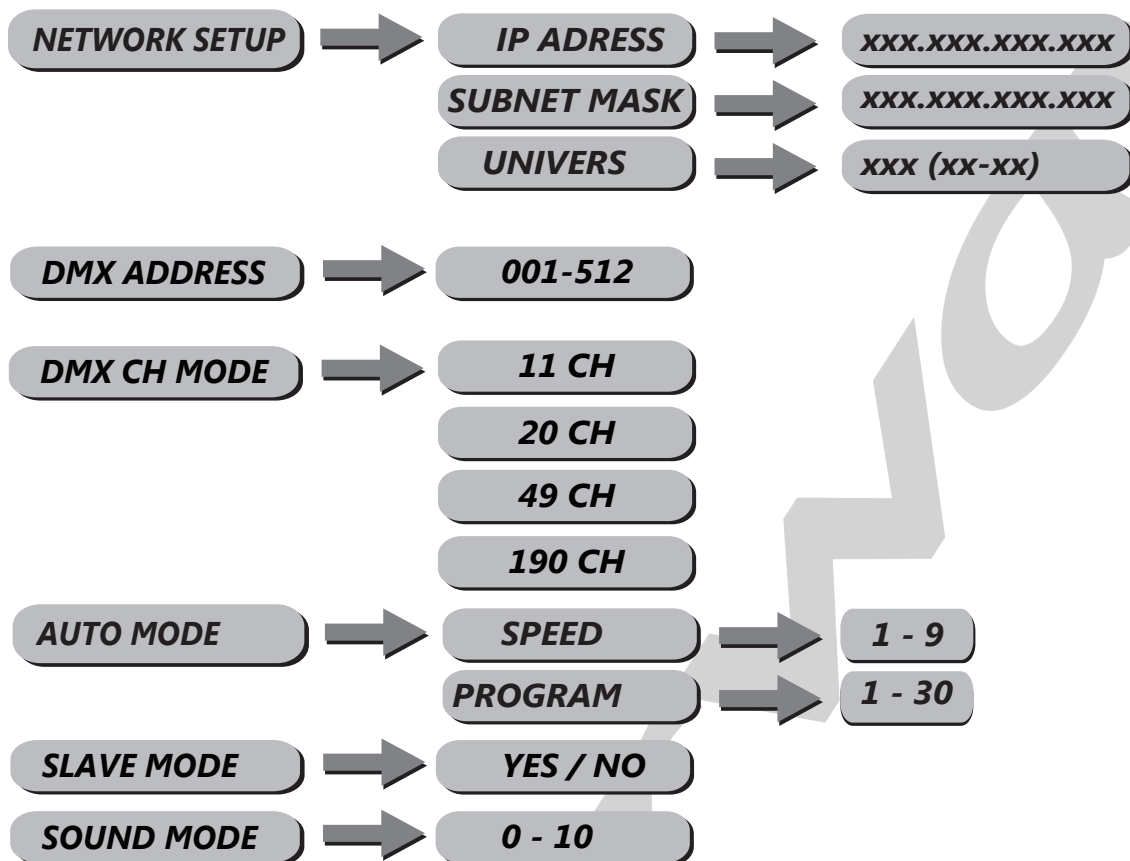 NETWORK SETUP IP ADRESS xxx.xxx.xxx.xxx
SUBNET MASK xxx.xxx.xxx.xxx
UNIVERS xxx (xx-xx)
DMX ADDRESS 001-512
DMX CH MODE 11 CH
20 CH
49 CH
190 CH
AUTO MODE SPEED 1 - 9
PROGRAM 1 - 30
SLAVE MODE YES / NO
SOUND MODE 0 - 10